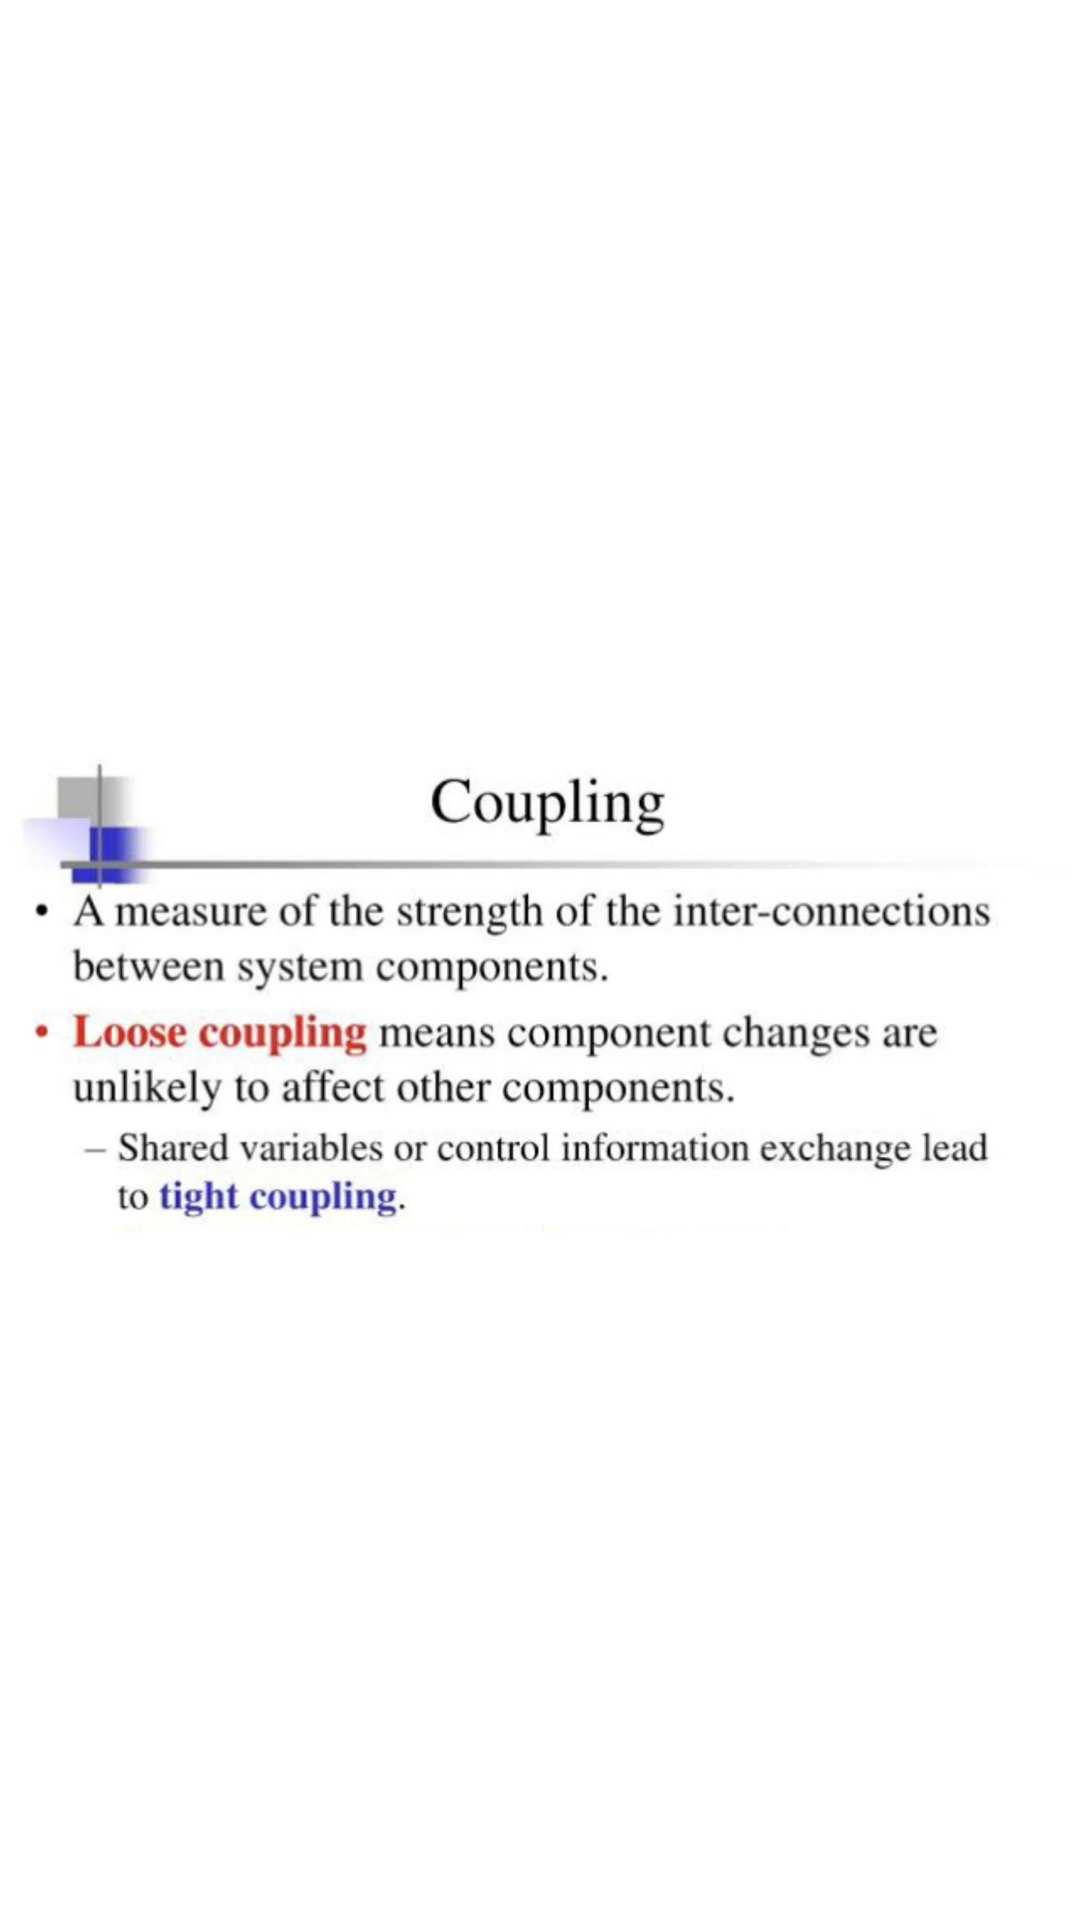 Coupling
• A measure of the strength of the inter-connections
between system components.
• Loose coupling means component changes are
unlikely to affect other components.
– Shared variables or control information exchange lead
to tight coupling.